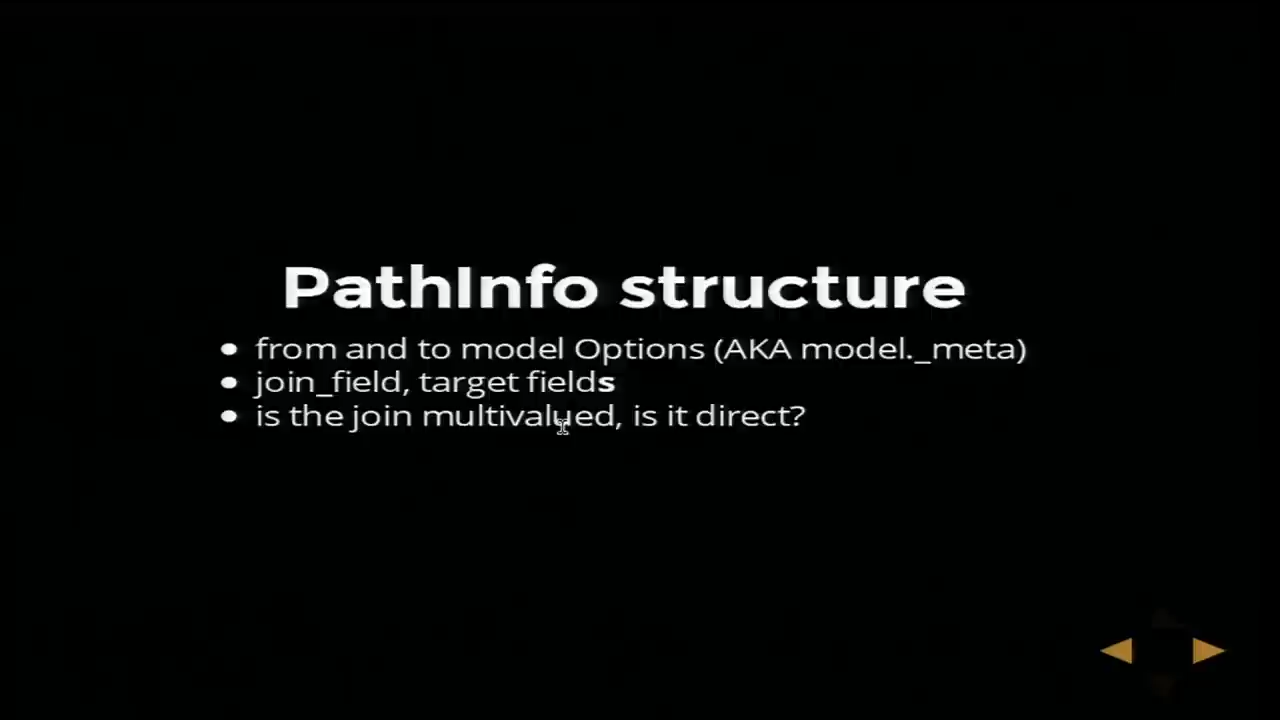 PathInfo structure
from and to model Options (AKA model._meta)
join_field, target fields
is the join multivalued, is it direct?